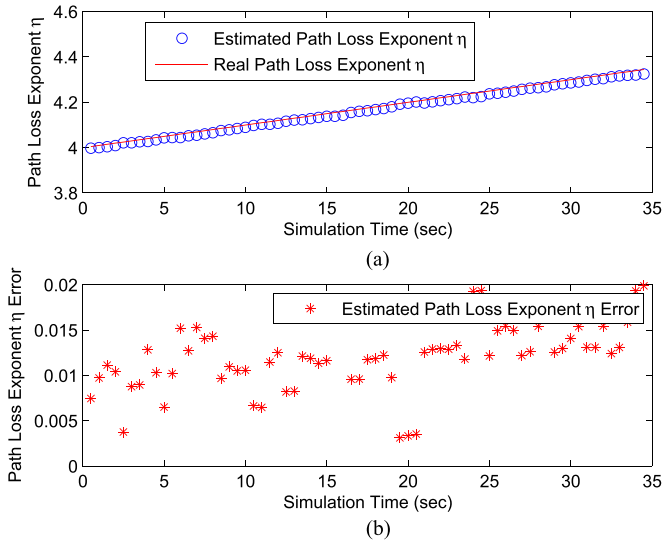 4.6
4.4
4.2
4
3.8
Path Loss Exponent η
Estimated Path Loss Exponent η
Real Path Loss Exponent η
0 5 10 15 20 25 30 35
Simulation Time (sec)
(a)
0.02
0.015
0.01
0.005
0
Path Loss Exponent η Error
Estimated Path Loss Exponent η Error
0 5 10 15 20 25 30 35
Simulation Time (sec)
(b)